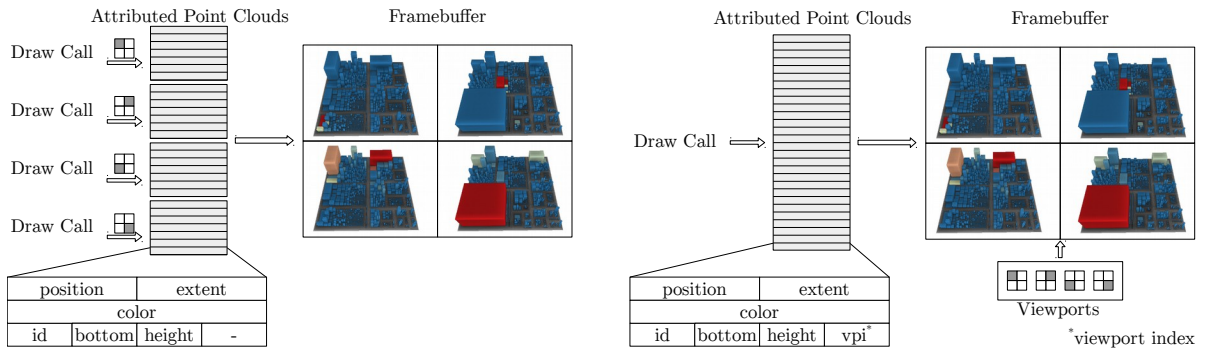 Attributed Point Clouds
Framebuffer
Draw Call
Draw Call
Draw Call
Draw Call
position extent
color
id bottom height -
Attributed Point Clouds
Framebuffer
Draw Call
Viewports
position extent
color
id bottom height vpi*
*viewport index